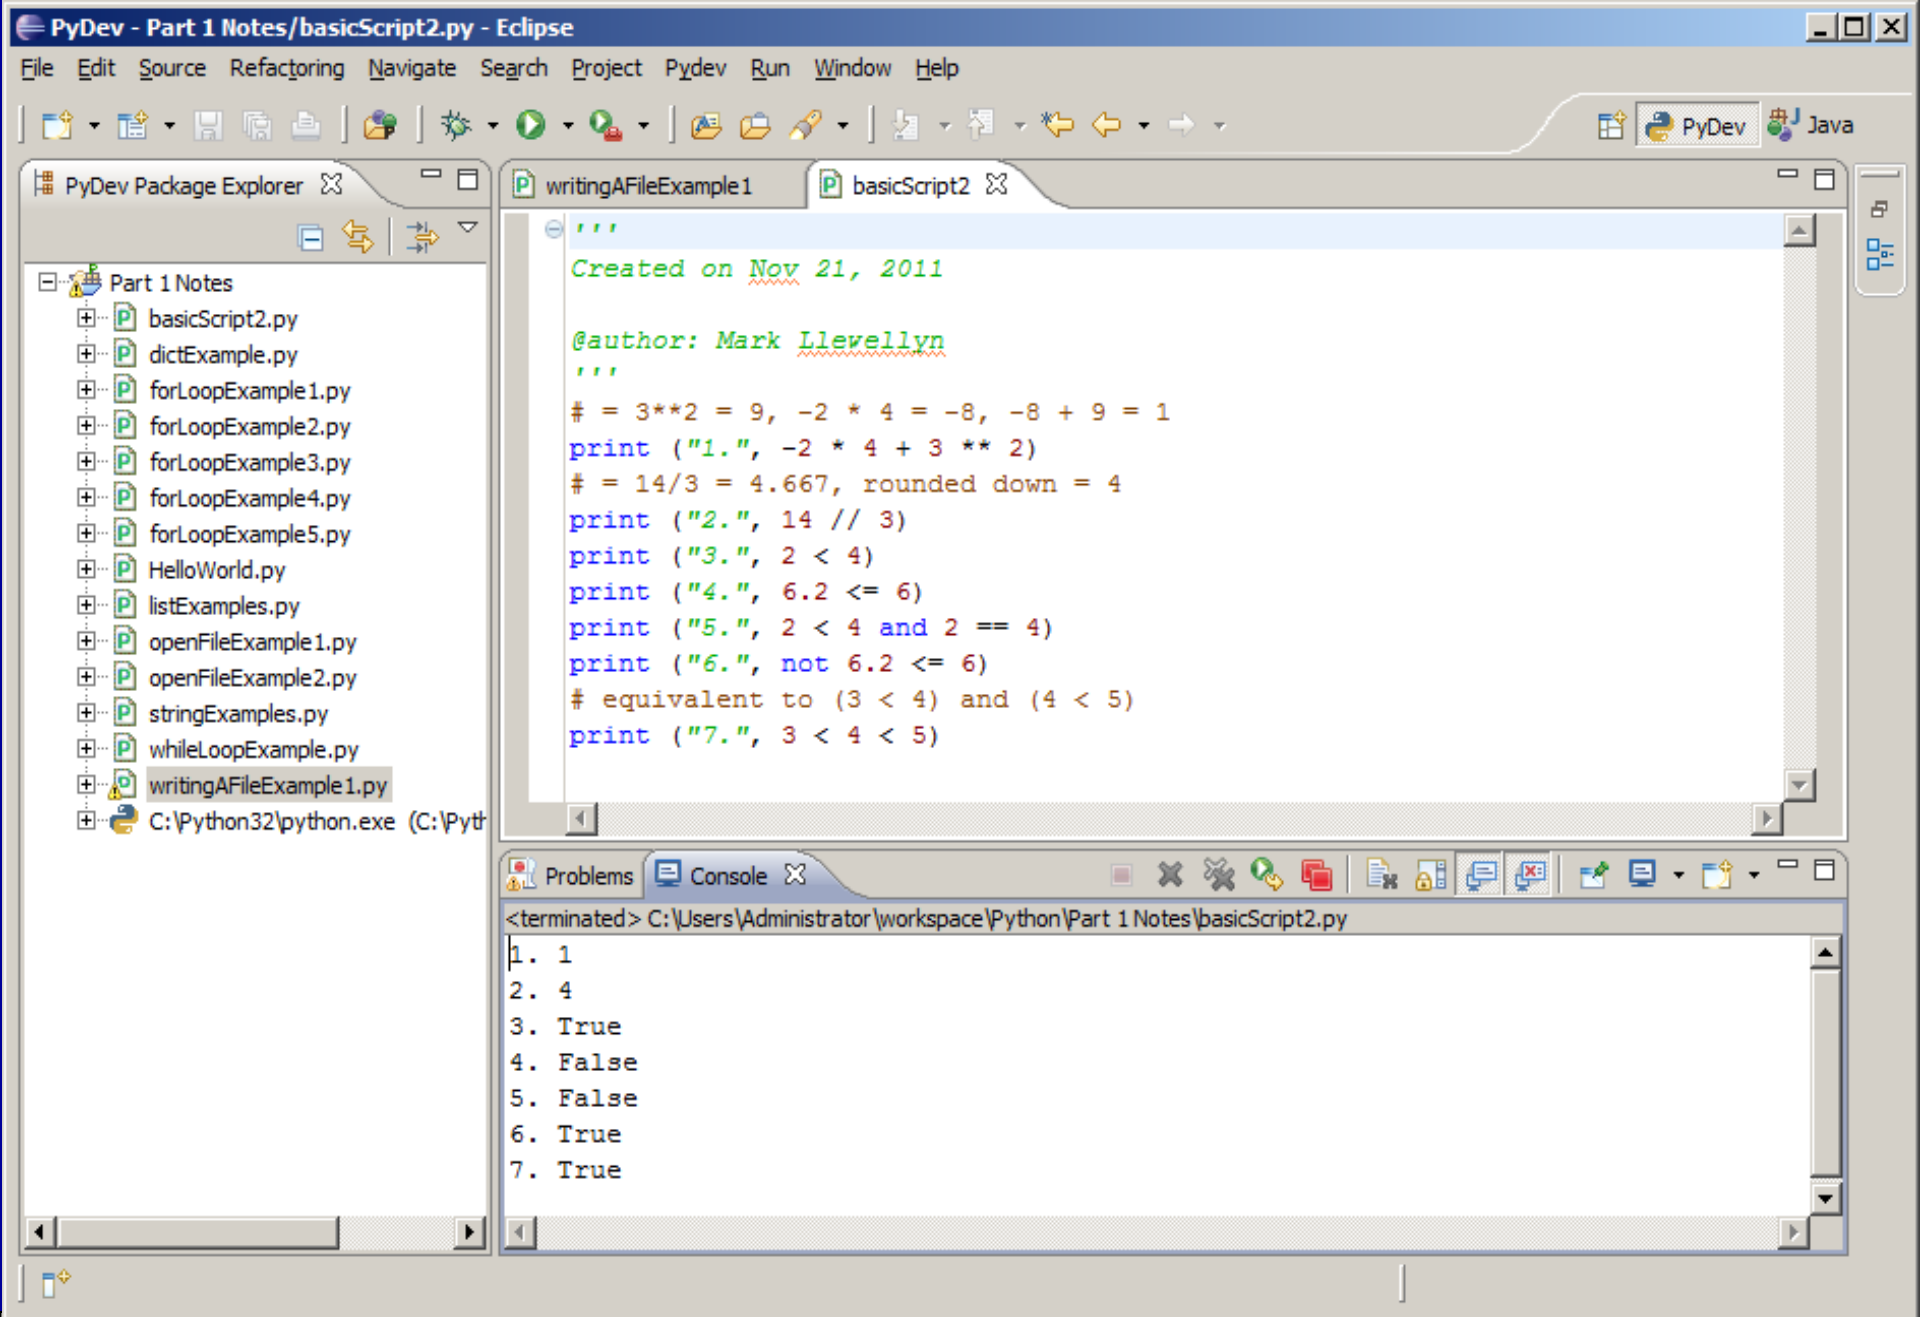 PyDev - Part 1 Notes/basicScript2.py - Eclipse
File Edit Source Refactoring Navigate Search Project Pydev Run Window Help
PyDev Java
PyDev Package Explorer
Part 1 Notes
basicScript2.py
dictExample.py
forLoopExample1.py
forLoopExample2.py
forLoopExample3.py
forLoopExample4.py
forLoopExample5.py
HelloWorld.py
listExamples.py
openFileExample1.py
openFileExample2.py
stringExamples.py
whileLoopExample.py
writingAFileExample1.py
C:\Python32\python.exe (C:\Pyth
writingAFileExample1 basicScript2
'''
Created on Nov 21, 2011
@author: Mark Llewellyn
'''
# = 3**2 = 9, -2 * 4 = -8, -8 + 9 = 1
print ("1.", -2 * 4 + 3 ** 2)
# = 14/3 = 4.667, rounded down = 4
print ("2.", 14 // 3)
print ("3.", 2 < 4)
print ("4.", 6.2 <= 6)
print ("5.", 2 < 4 and 2 == 4)
print ("6.", not 6.2 <= 6)
# equivalent to (3 < 4) and (4 < 5)
print ("7.", 3 < 4 < 5)
Problems Console
<terminated> C:\Users\Administrator\workspace\Python\Part 1 Notes\basicScript2.py
1. 1
2. 4
3. True
4. False
5. False
6. True
7. True